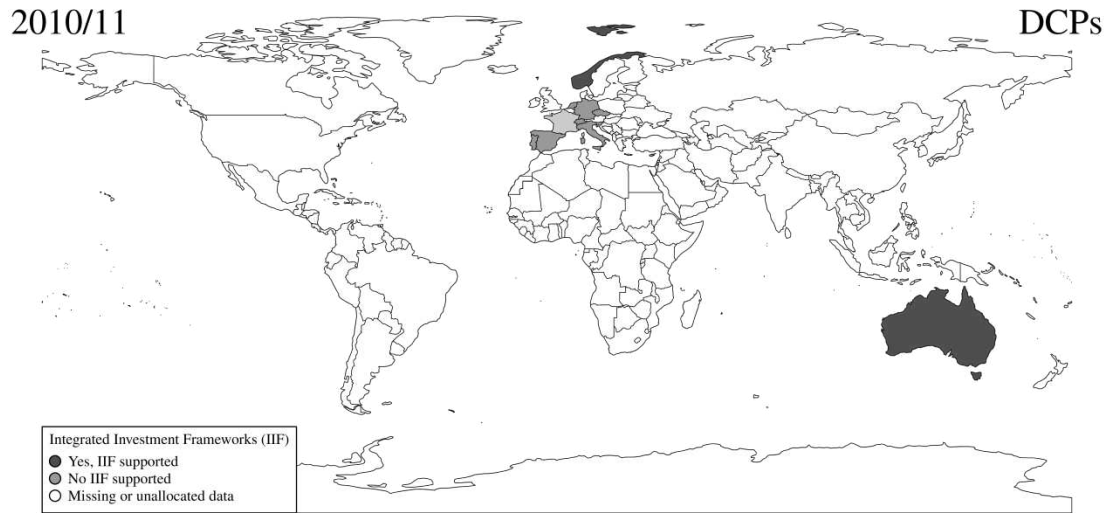 2010/11
DCPs
Integrated Investment Frameworks (IIF)
Yes, IIF supported
No IIF supported
Missing or unallocated data